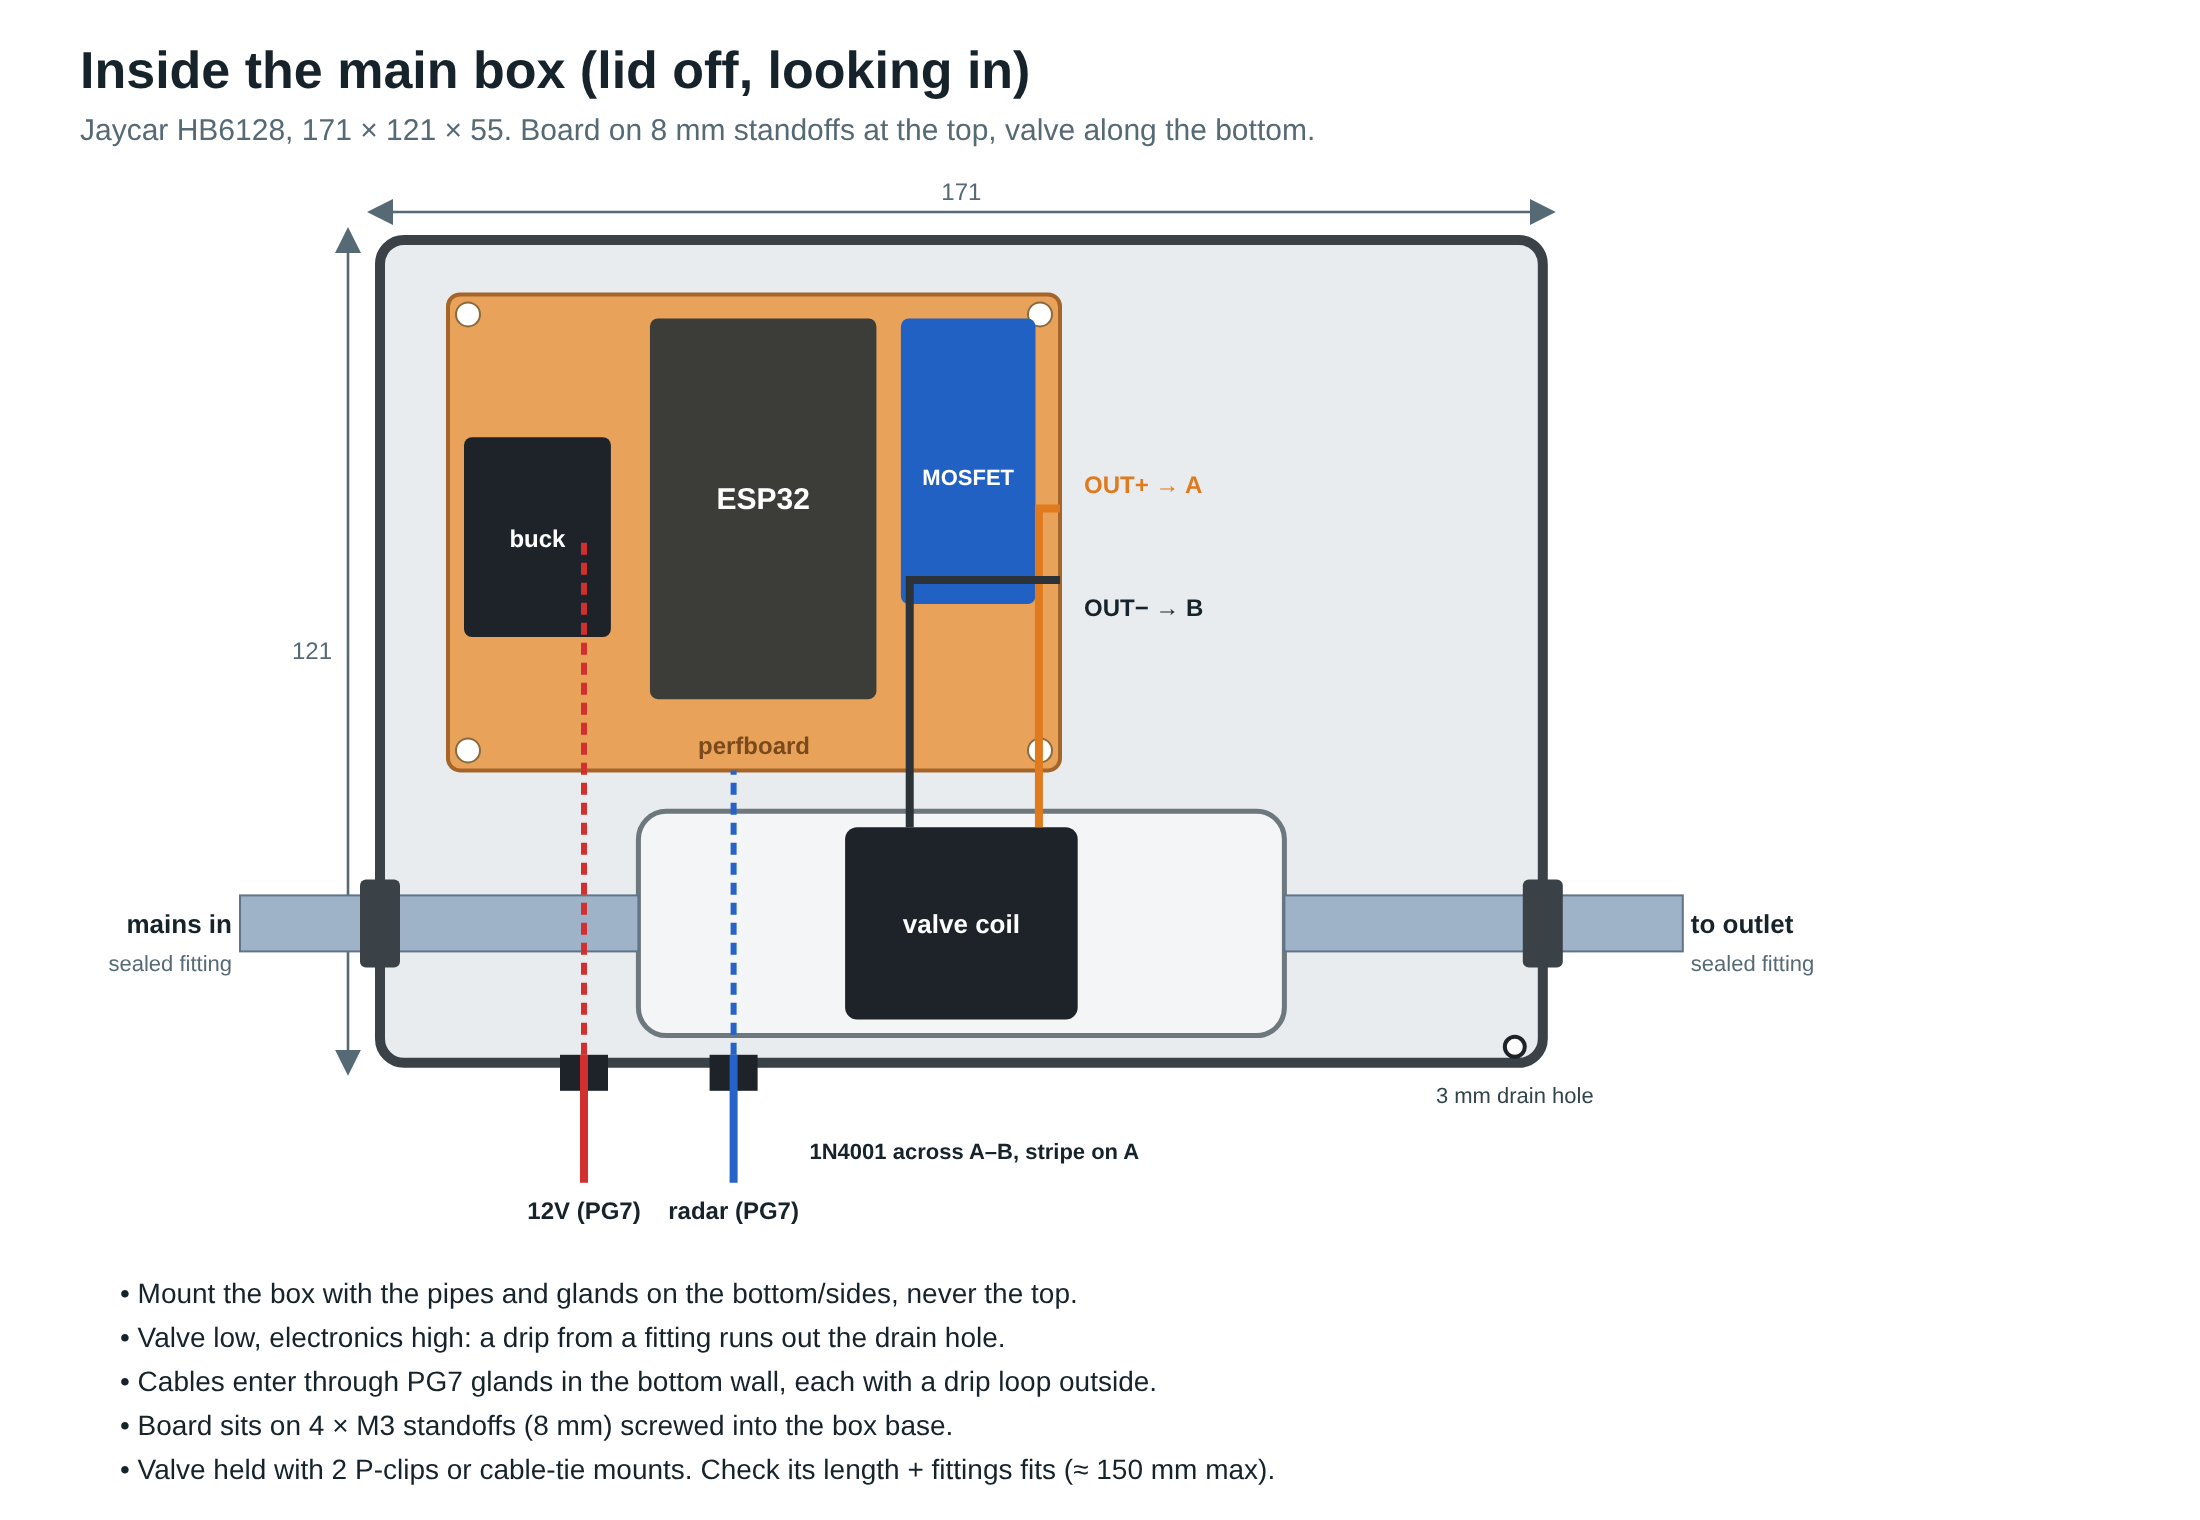 Inside the main box (lid off, looking in)
Jaycar HB6128, 171 × 121 × 55. Board on 8 mm standoffs at the top, valve along the bottom.
171
121
buck
ESP32
MOSFET
OUT+ → A
OUT− → B
perfboard
mains in
sealed fitting
valve coil
to outlet
sealed fitting
3 mm drain hole
1N4001 across A–B, stripe on A
12V (PG7)
radar (PG7)
• Mount the box with the pipes and glands on the bottom/sides, never the top.
• Valve low, electronics high: a drip from a fitting runs out the drain hole.
• Cables enter through PG7 glands in the bottom wall, each with a drip loop outside.
• Board sits on 4 × M3 standoffs (8 mm) screwed into the box base.
• Valve held with 2 P-clips or cable-tie mounts. Check its length + fittings fits (≈ 150 mm max).